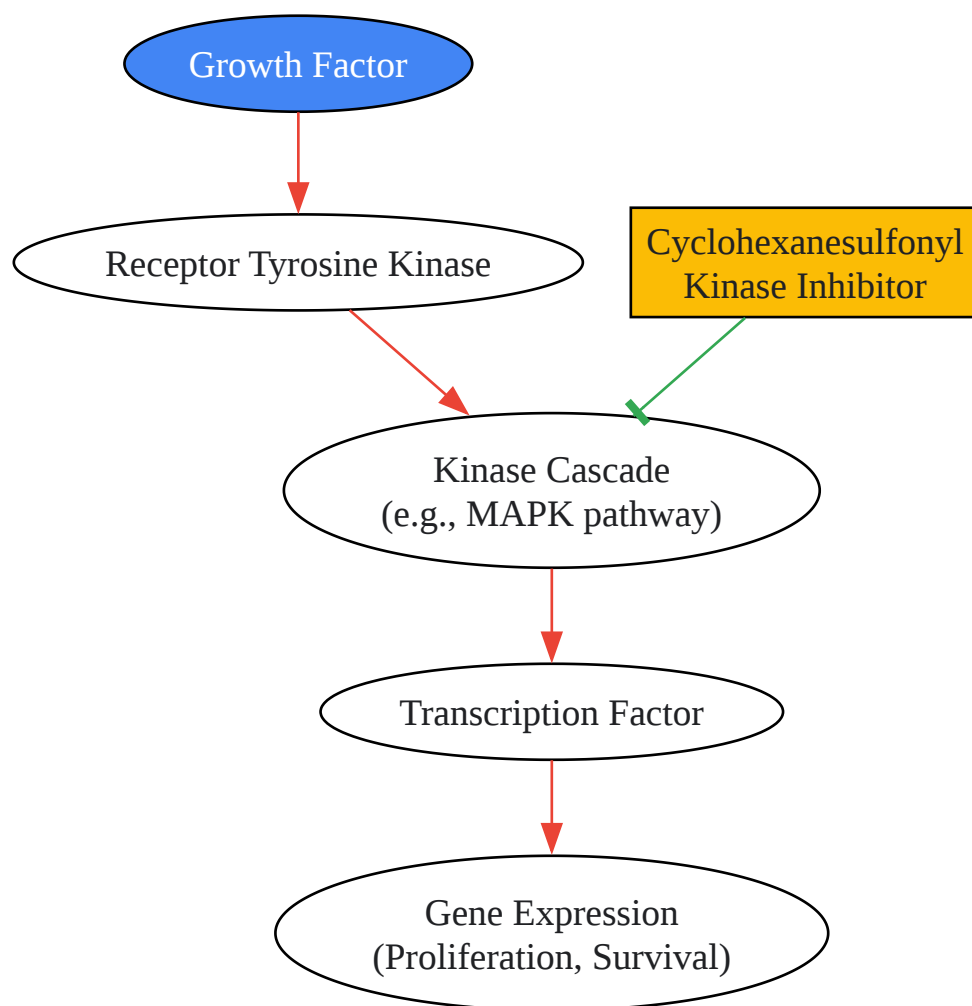 Growth Factor
Receptor Tyrosine Kinase
Cyclohexanesulfonyl
Kinase Inhibitor
Kinase Cascade
(e.g., MAPK pathway)
Transcription Factor
Gene Expression
(Proliferation, Survival)